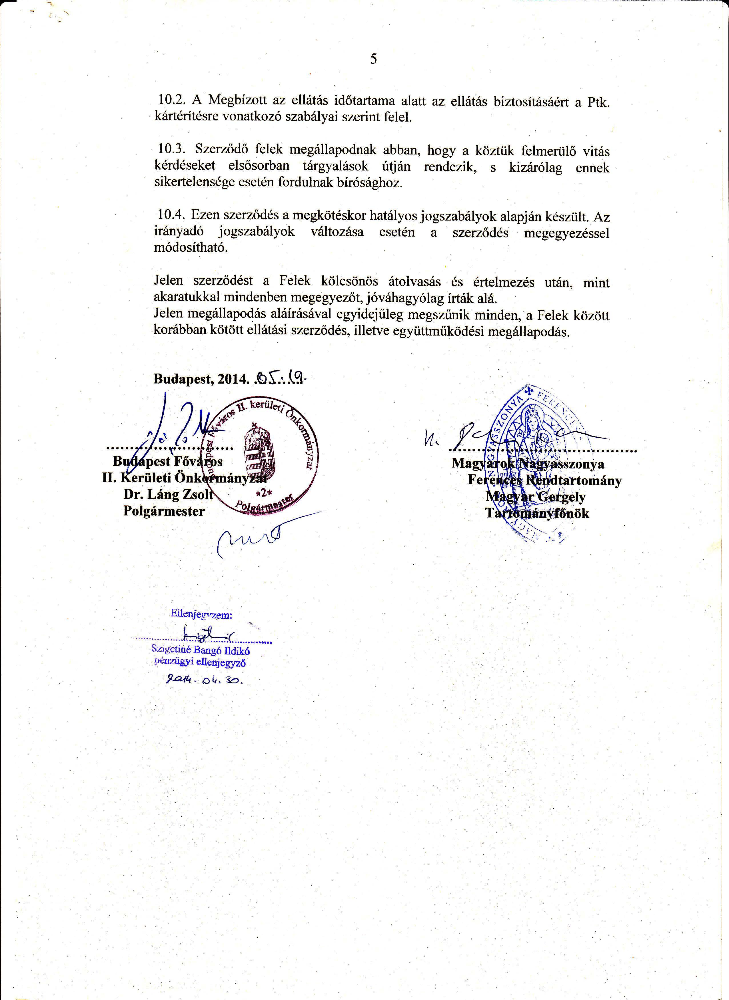 5
10.2. A Megbízott az ellátás időtartama alatt az ellátás biztosításáért a Ptk.
kártérítésre vonatkozó szabályai szerint felel.
10.3. Szerződő felek megállapodnak abban, hogy a köztük felmerülő vitás
kérdéseket elsősorban tárgyalások útján rendezik, s kizárólag ennek
sikertelensége esetén fordulnak bírósághoz.
10.4. Ezen szerződés a megkötéskor hatályos jogszabályok alapján készült. Az
irányadó jogszabályok változása esetén a szerződés megegyezéssel
módosítható.
Jelen szerződést a Felek kölcsönös átolvasás és értelmezés után, mint
akaratukkal mindenben megegyezőt, jóváhagyólag írták alá.
Jelen megállapodás aláírásával egyidejűleg megszűnik minden, a Felek között
korábban kötött ellátási szerződés, illetve együttműködési megállapodás.
Budapest, 2014. 05. 19.
Budapest Főváros II. kerületi Önkormányzat
*2*
Polgármester
Budapest Főváros
II. Kerületi Önkormányzat
Dr. Láng Zsolt
Polgármester
NAGYASSZONYA FERENCES
Magyarok Nagyasszonya
Ferences Rendtartomány
Magyar Gergely
Tartományfőnök
Ellenjegyzem:
Szigetiné Bangó Ildikó
pénzügyi ellenjegyző
2014. 04. 30.